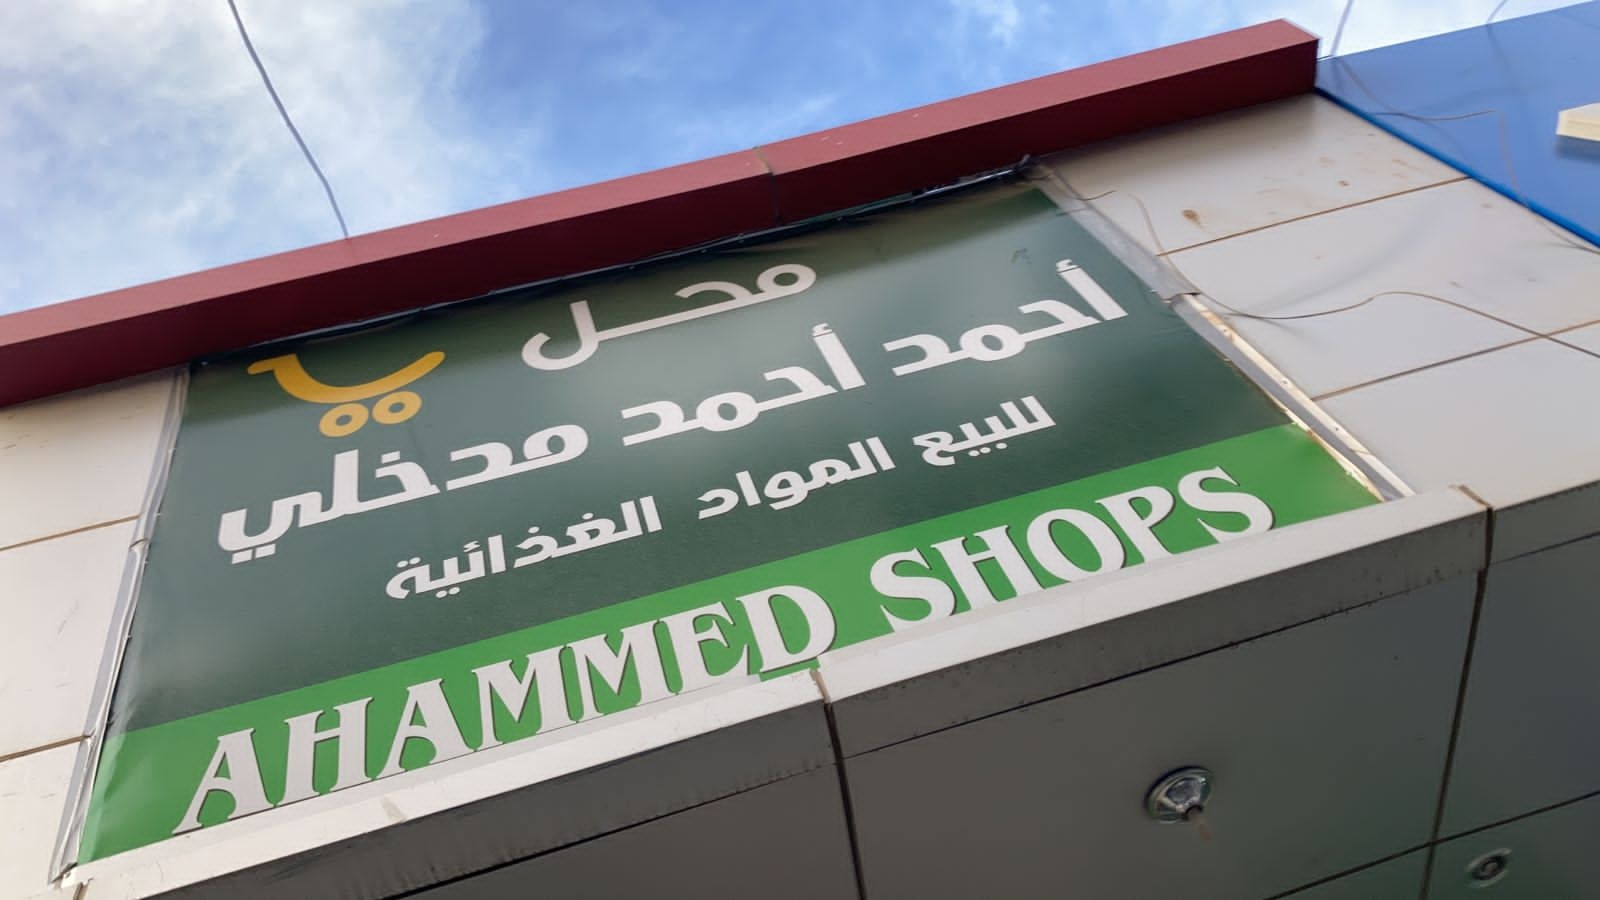 محل
أحمد أحمد مدخلي
للبيع المواد الغذائية
AHAMMED SHOPS